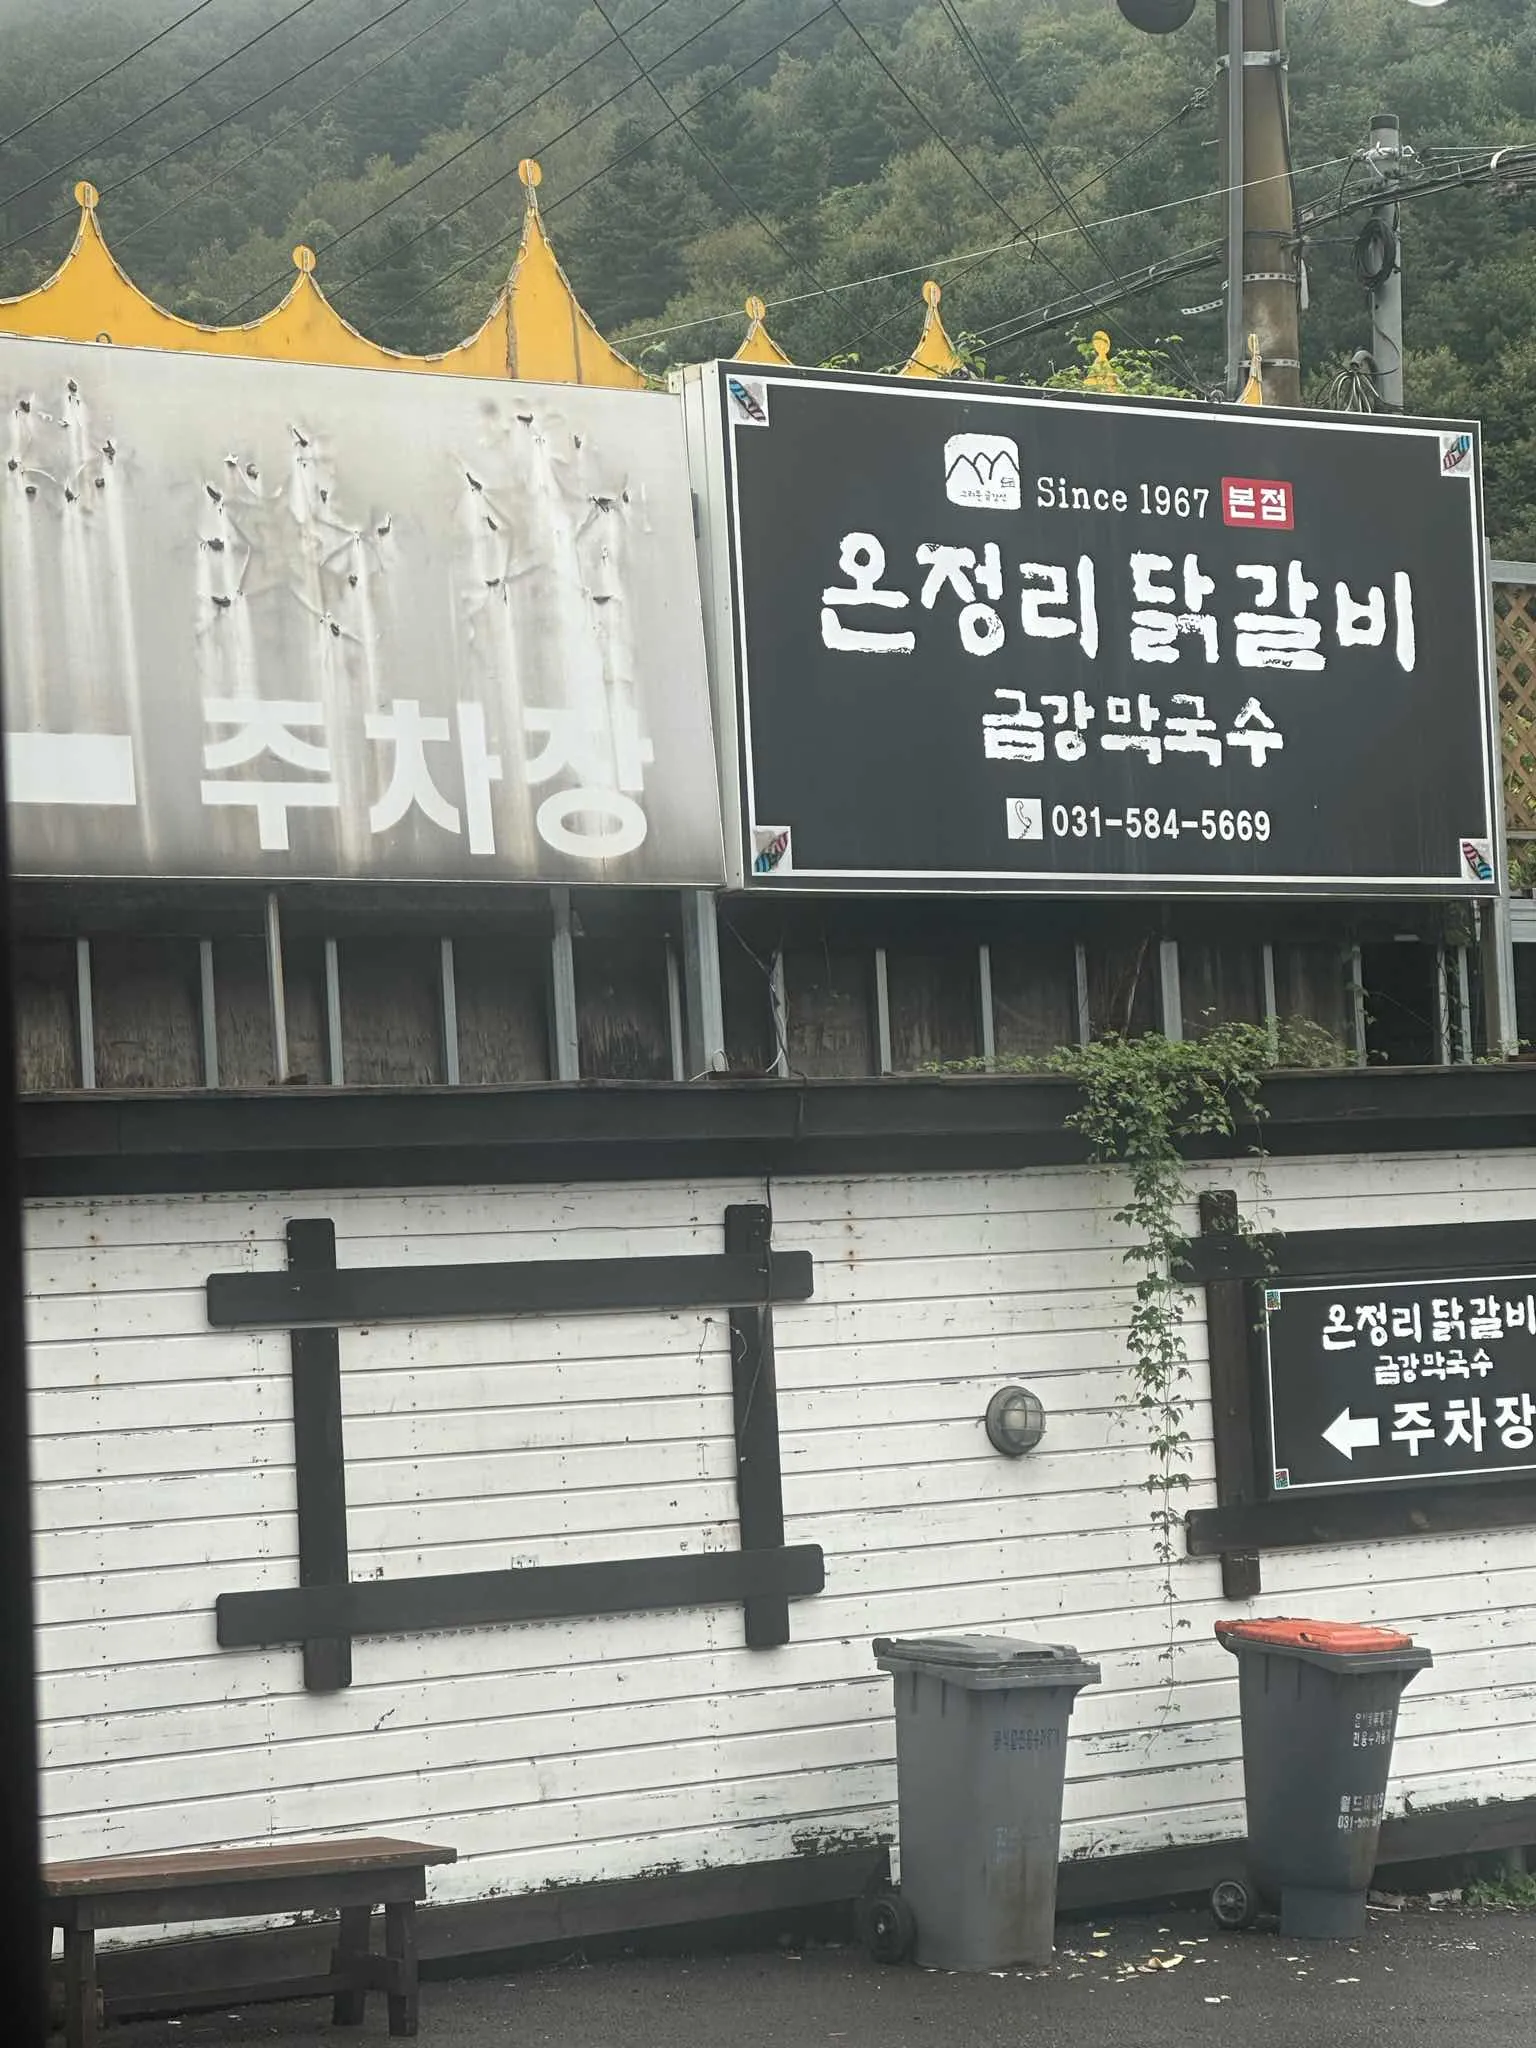 주차장
Since 1967 본점
온정리 닭갈비
금강막국수
031-584-5669
온정리 닭갈비
금강막국수
주차장